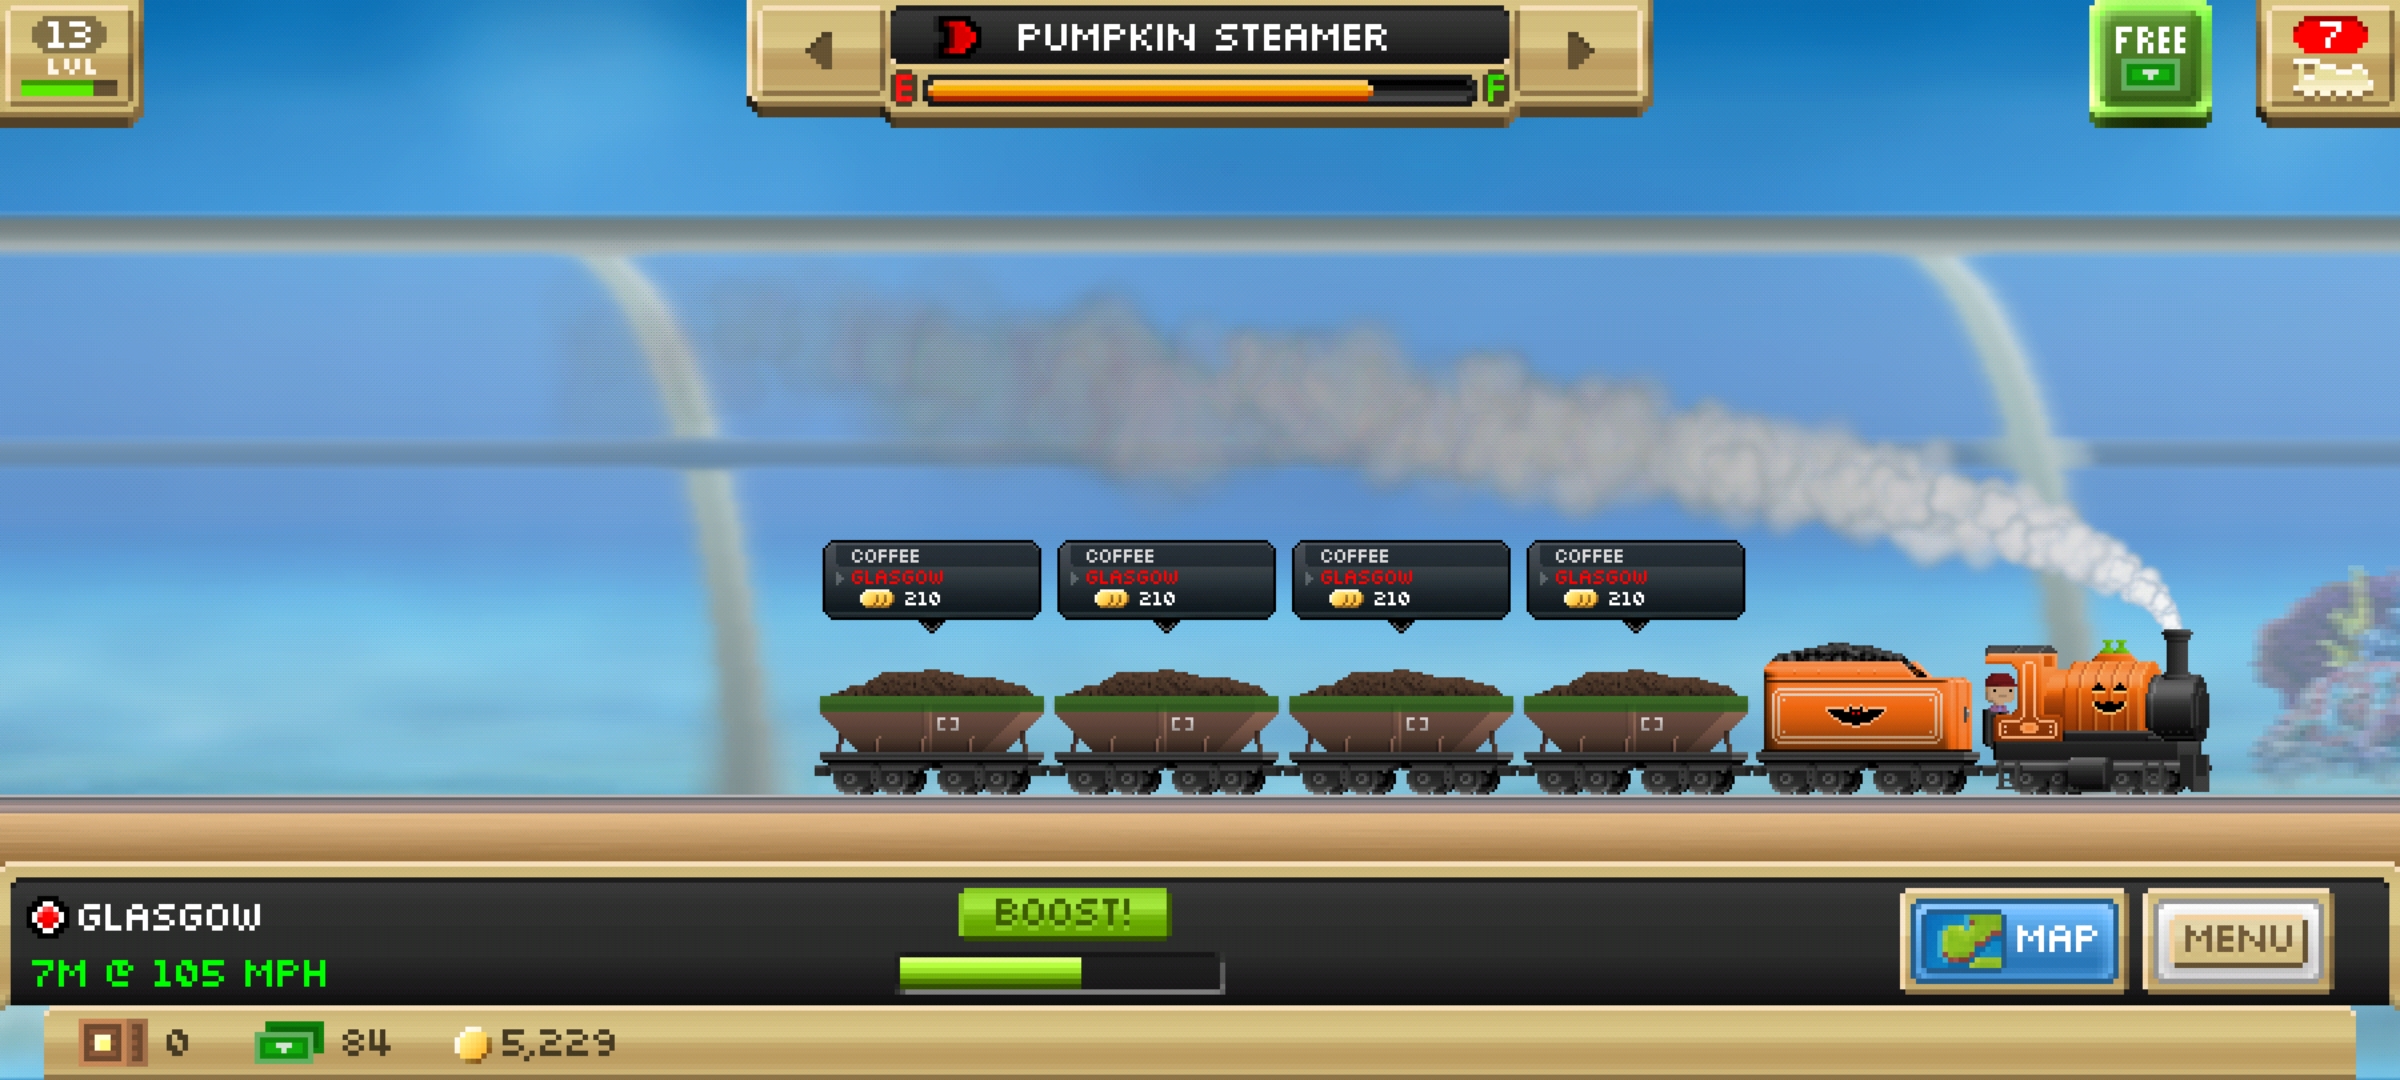 13
LVL
PUMPKIN STEAMER
E F
FREE
7
COFFEE
GLASGOW
210
COFFEE
GLASGOW
210
COFFEE
GLASGOW
210
COFFEE
GLASGOW
210
GLASGOW
7M @ 105 MPH
BOOST!
MAP
MENU
0
84
5,229